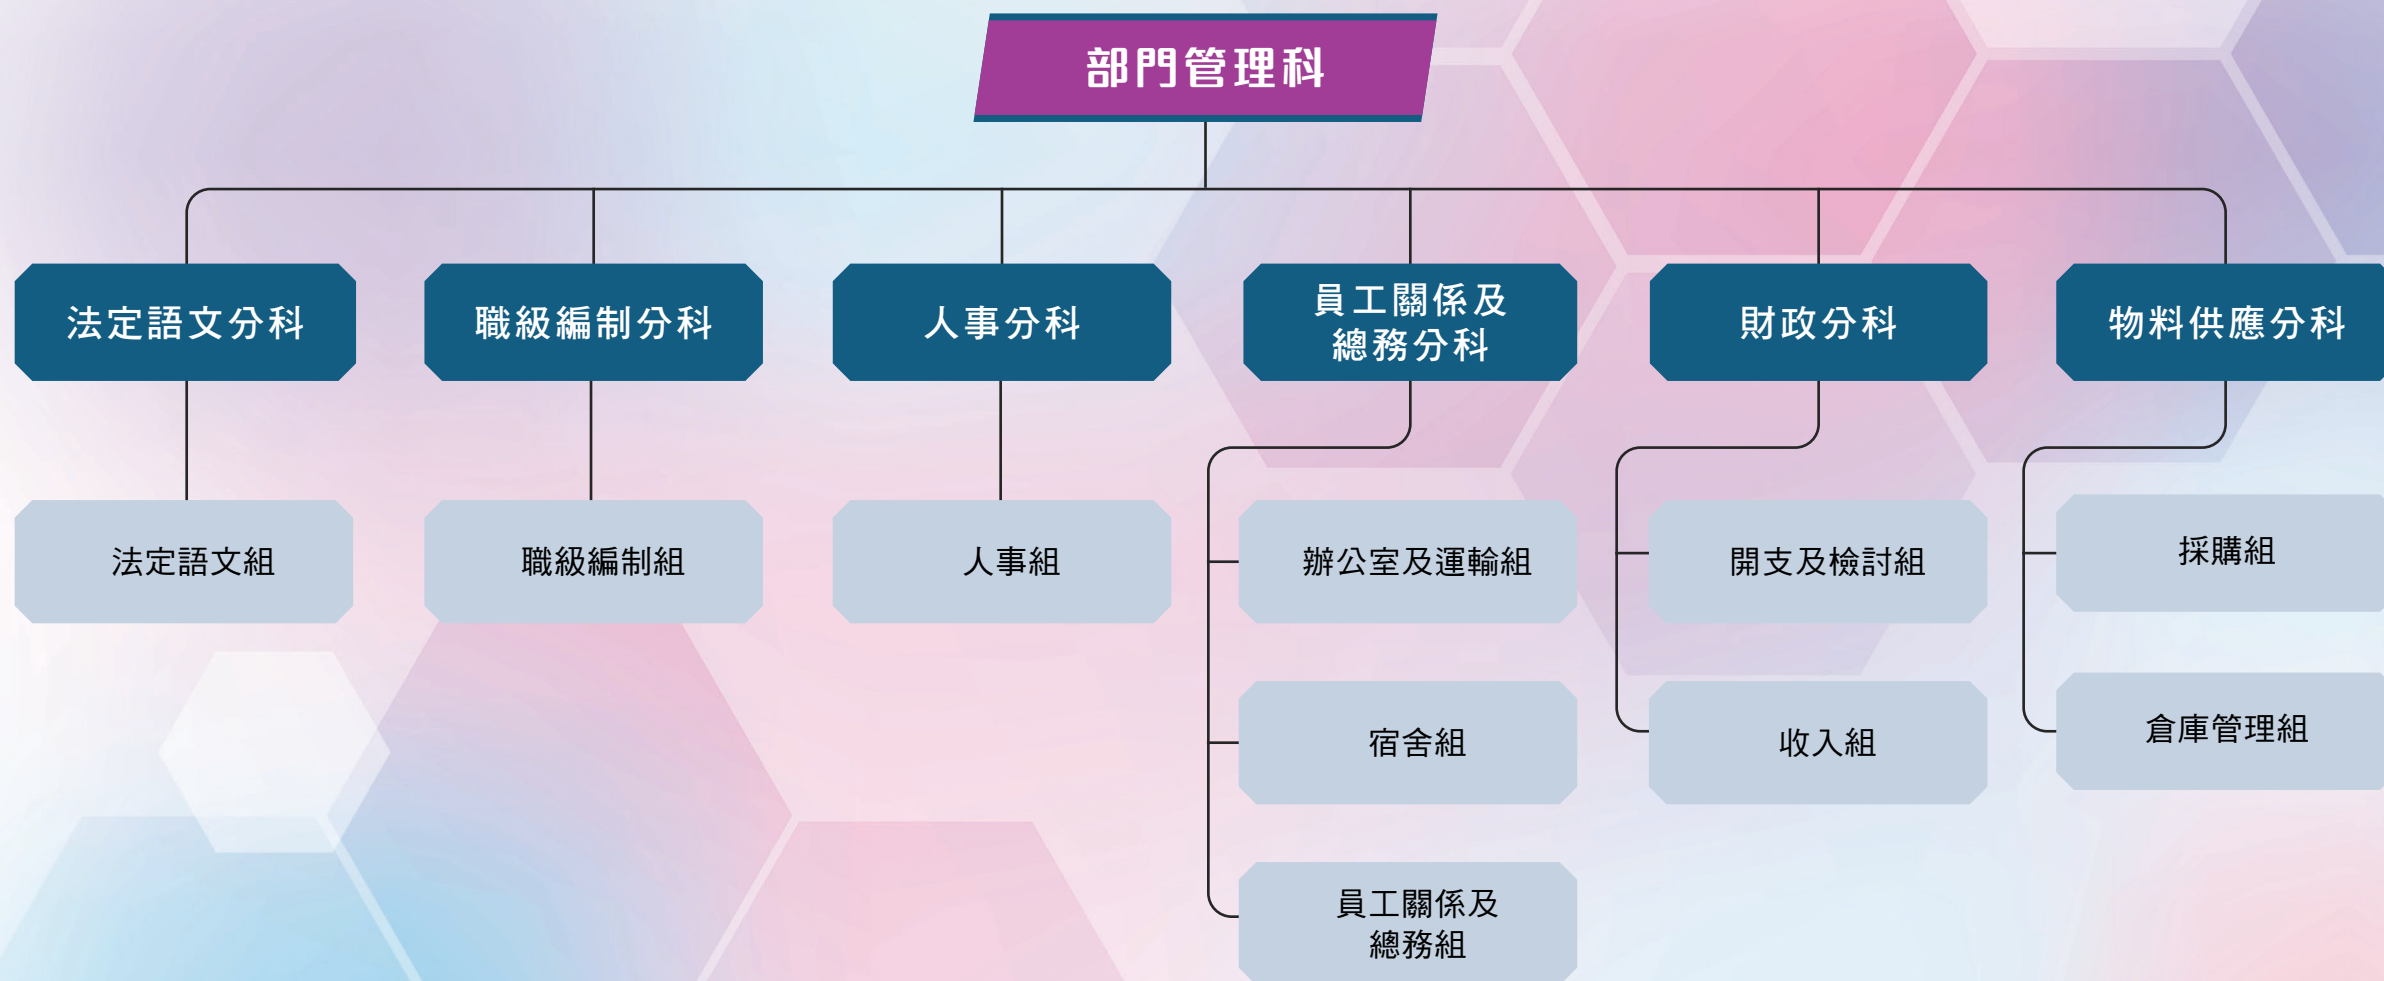 部門管理科
法定語文分科
職級編制分科
人事分科
員工關係及
總務分科
財政分科
物料供應分科
法定語文組
職級編制組
人事組
辦公室及運輸組
開支及檢討組
採購組
宿舍組
收入組
倉庫管理組
員工關係及
總務組